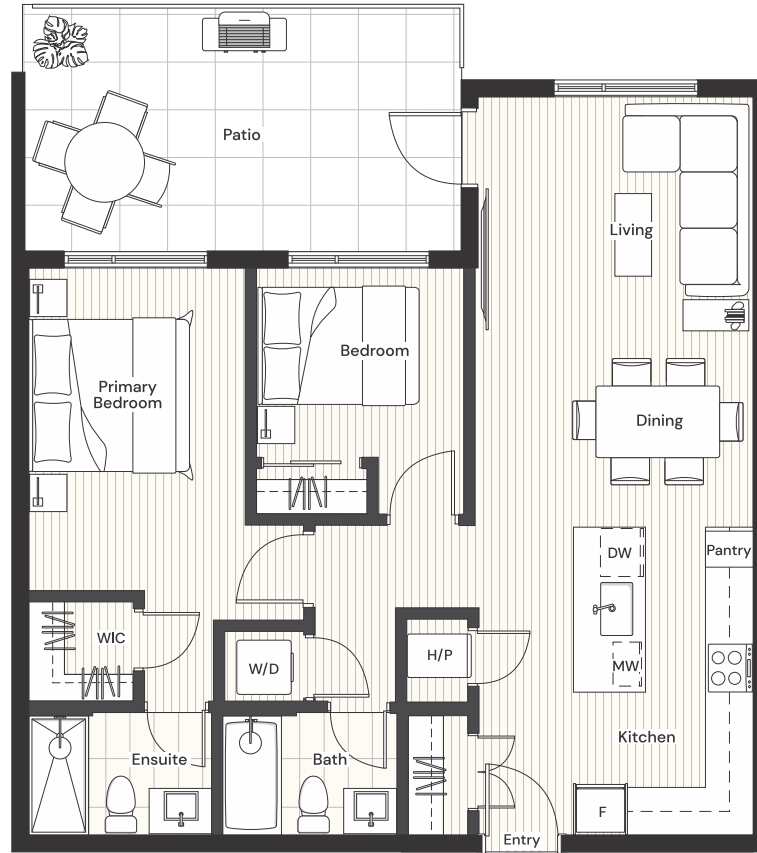 Patio
Living
Bedroom
Primary
Bedroom
Dining
DW
Pantry
WIC
W/D
H/P
MW
Kitchen
Ensuite
Bath
F
Entry